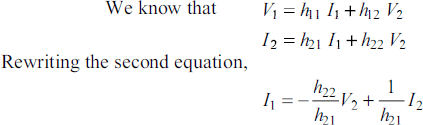 We know that V₁ = h₁₁ I₁ + h₁₂ V₂
I₂ = h₂₁ I₁ + h₂₂ V₂
Rewriting the second equation,
I₁ = − h₂₂/h₂₁ V₂ + 1/h₂₁ I₂